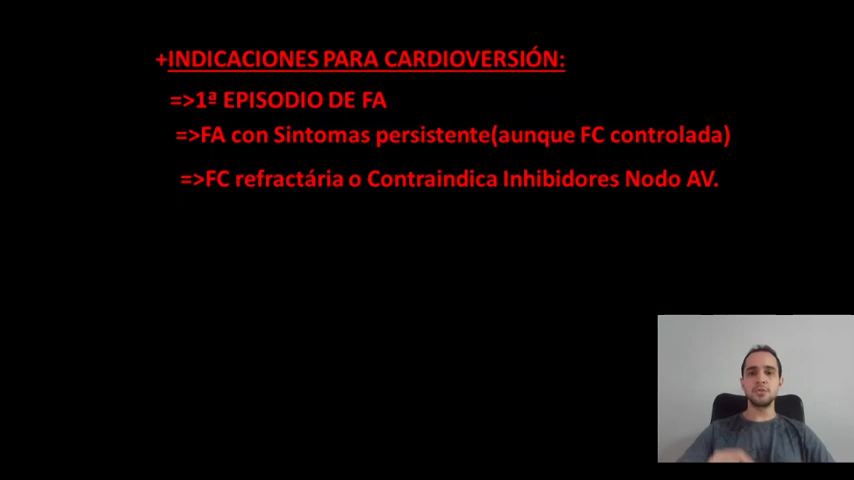 +INDICACIONES PARA CARDIOVERSIÓN:
=>1ª EPISODIO DE FA
=>FA con Sintomas persistente(aunque FC controlada)
=>FC refractária o Contraindica Inhibidores Nodo AV.